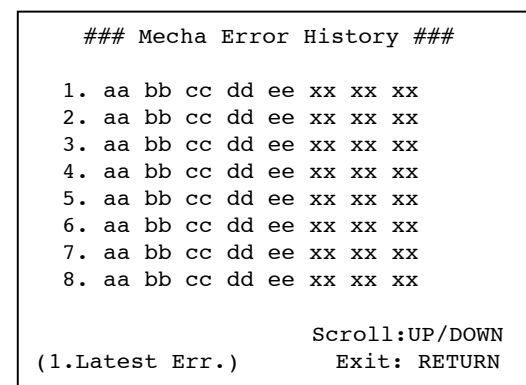 ### Mecha Error History ###
1. aa bb cc dd ee xx xx xx
2. aa bb cc dd ee xx xx xx
3. aa bb cc dd ee xx xx xx
4. aa bb cc dd ee xx xx xx
5. aa bb cc dd ee xx xx xx
6. aa bb cc dd ee xx xx xx
7. aa bb cc dd ee xx xx xx
8. aa bb cc dd ee xx xx xx
Scroll:UP/DOWN
(1.Latest Err.) Exit: RETURN